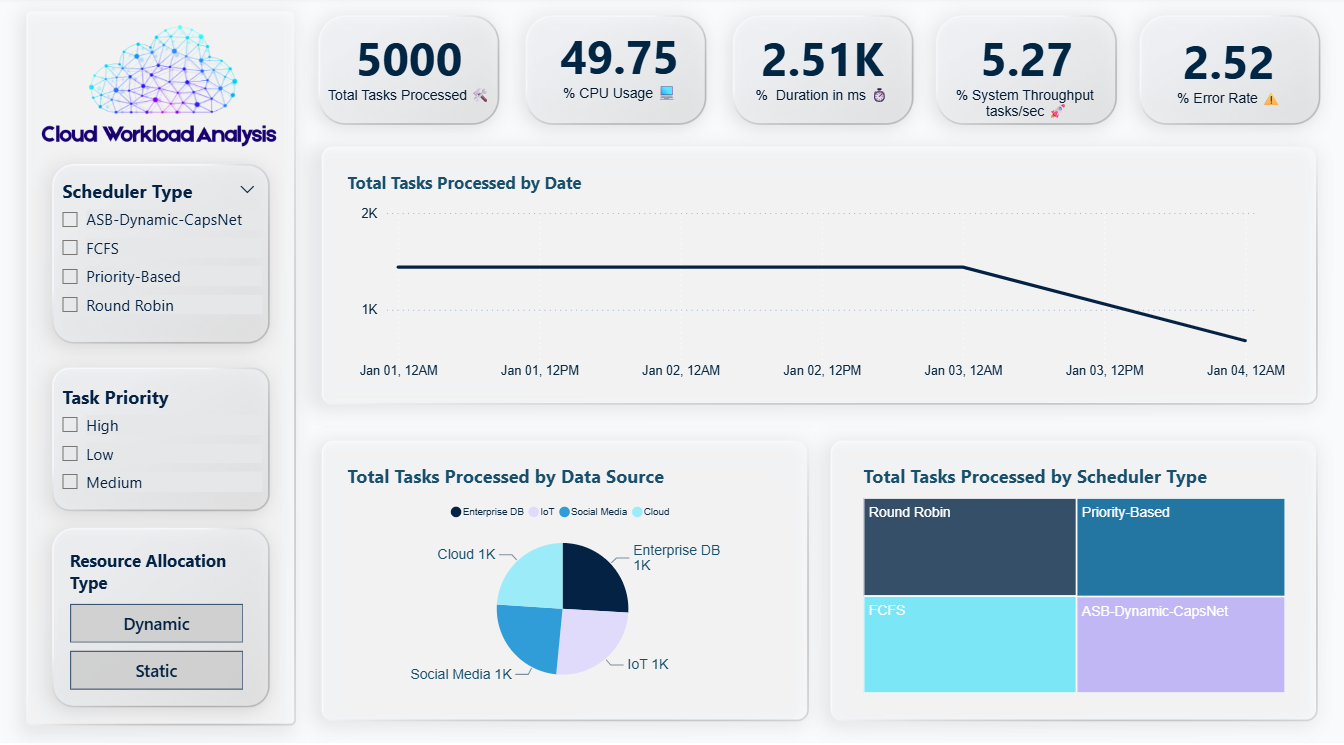 Cloud Workload Analysis
Scheduler Type
ASB-Dynamic-CapsNet
FCFS
Priority-Based
Round Robin
Task Priority
High
Low
Medium
Resource Allocation
Type
Dynamic
Static
5000
Total Tasks Processed 🛠️
49.75
% CPU Usage 💻
2.51K
% Duration in ms ⏱️
5.27
% System Throughput
tasks/sec 🚀
2.52
% Error Rate ⚠️
Total Tasks Processed by Date
2K
1K
Jan 01, 12AM Jan 01, 12PM Jan 02, 12AM Jan 02, 12PM Jan 03, 12AM Jan 03, 12PM Jan 04, 12AM
Total Tasks Processed by Data Source
Enterprise DB IoT Social Media Cloud
Cloud 1K
Enterprise DB
1K
Social Media 1K
IoT 1K
Total Tasks Processed by Scheduler Type
Round Robin
Priority-Based
FCFS
ASB-Dynamic-CapsNet